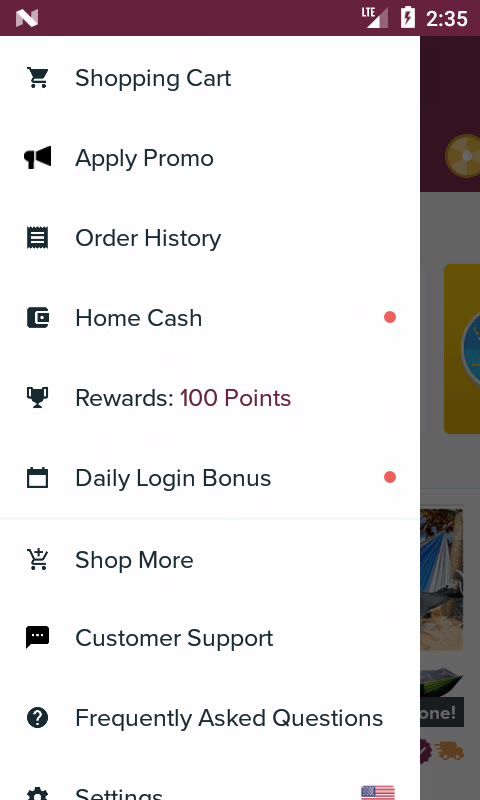 LTE 2:35
Shopping Cart
Apply Promo
Order History
Home Cash
Rewards: 100 Points
Daily Login Bonus
Shop More
Customer Support
one!
Frequently Asked Questions
Settings